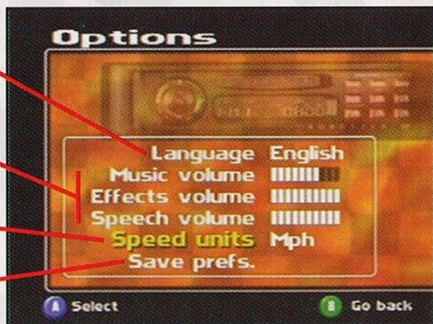 Options
Language English
Music volume
Effects volume
Speech volume
Speed units Mph
Save prefs.
A Select B Go back